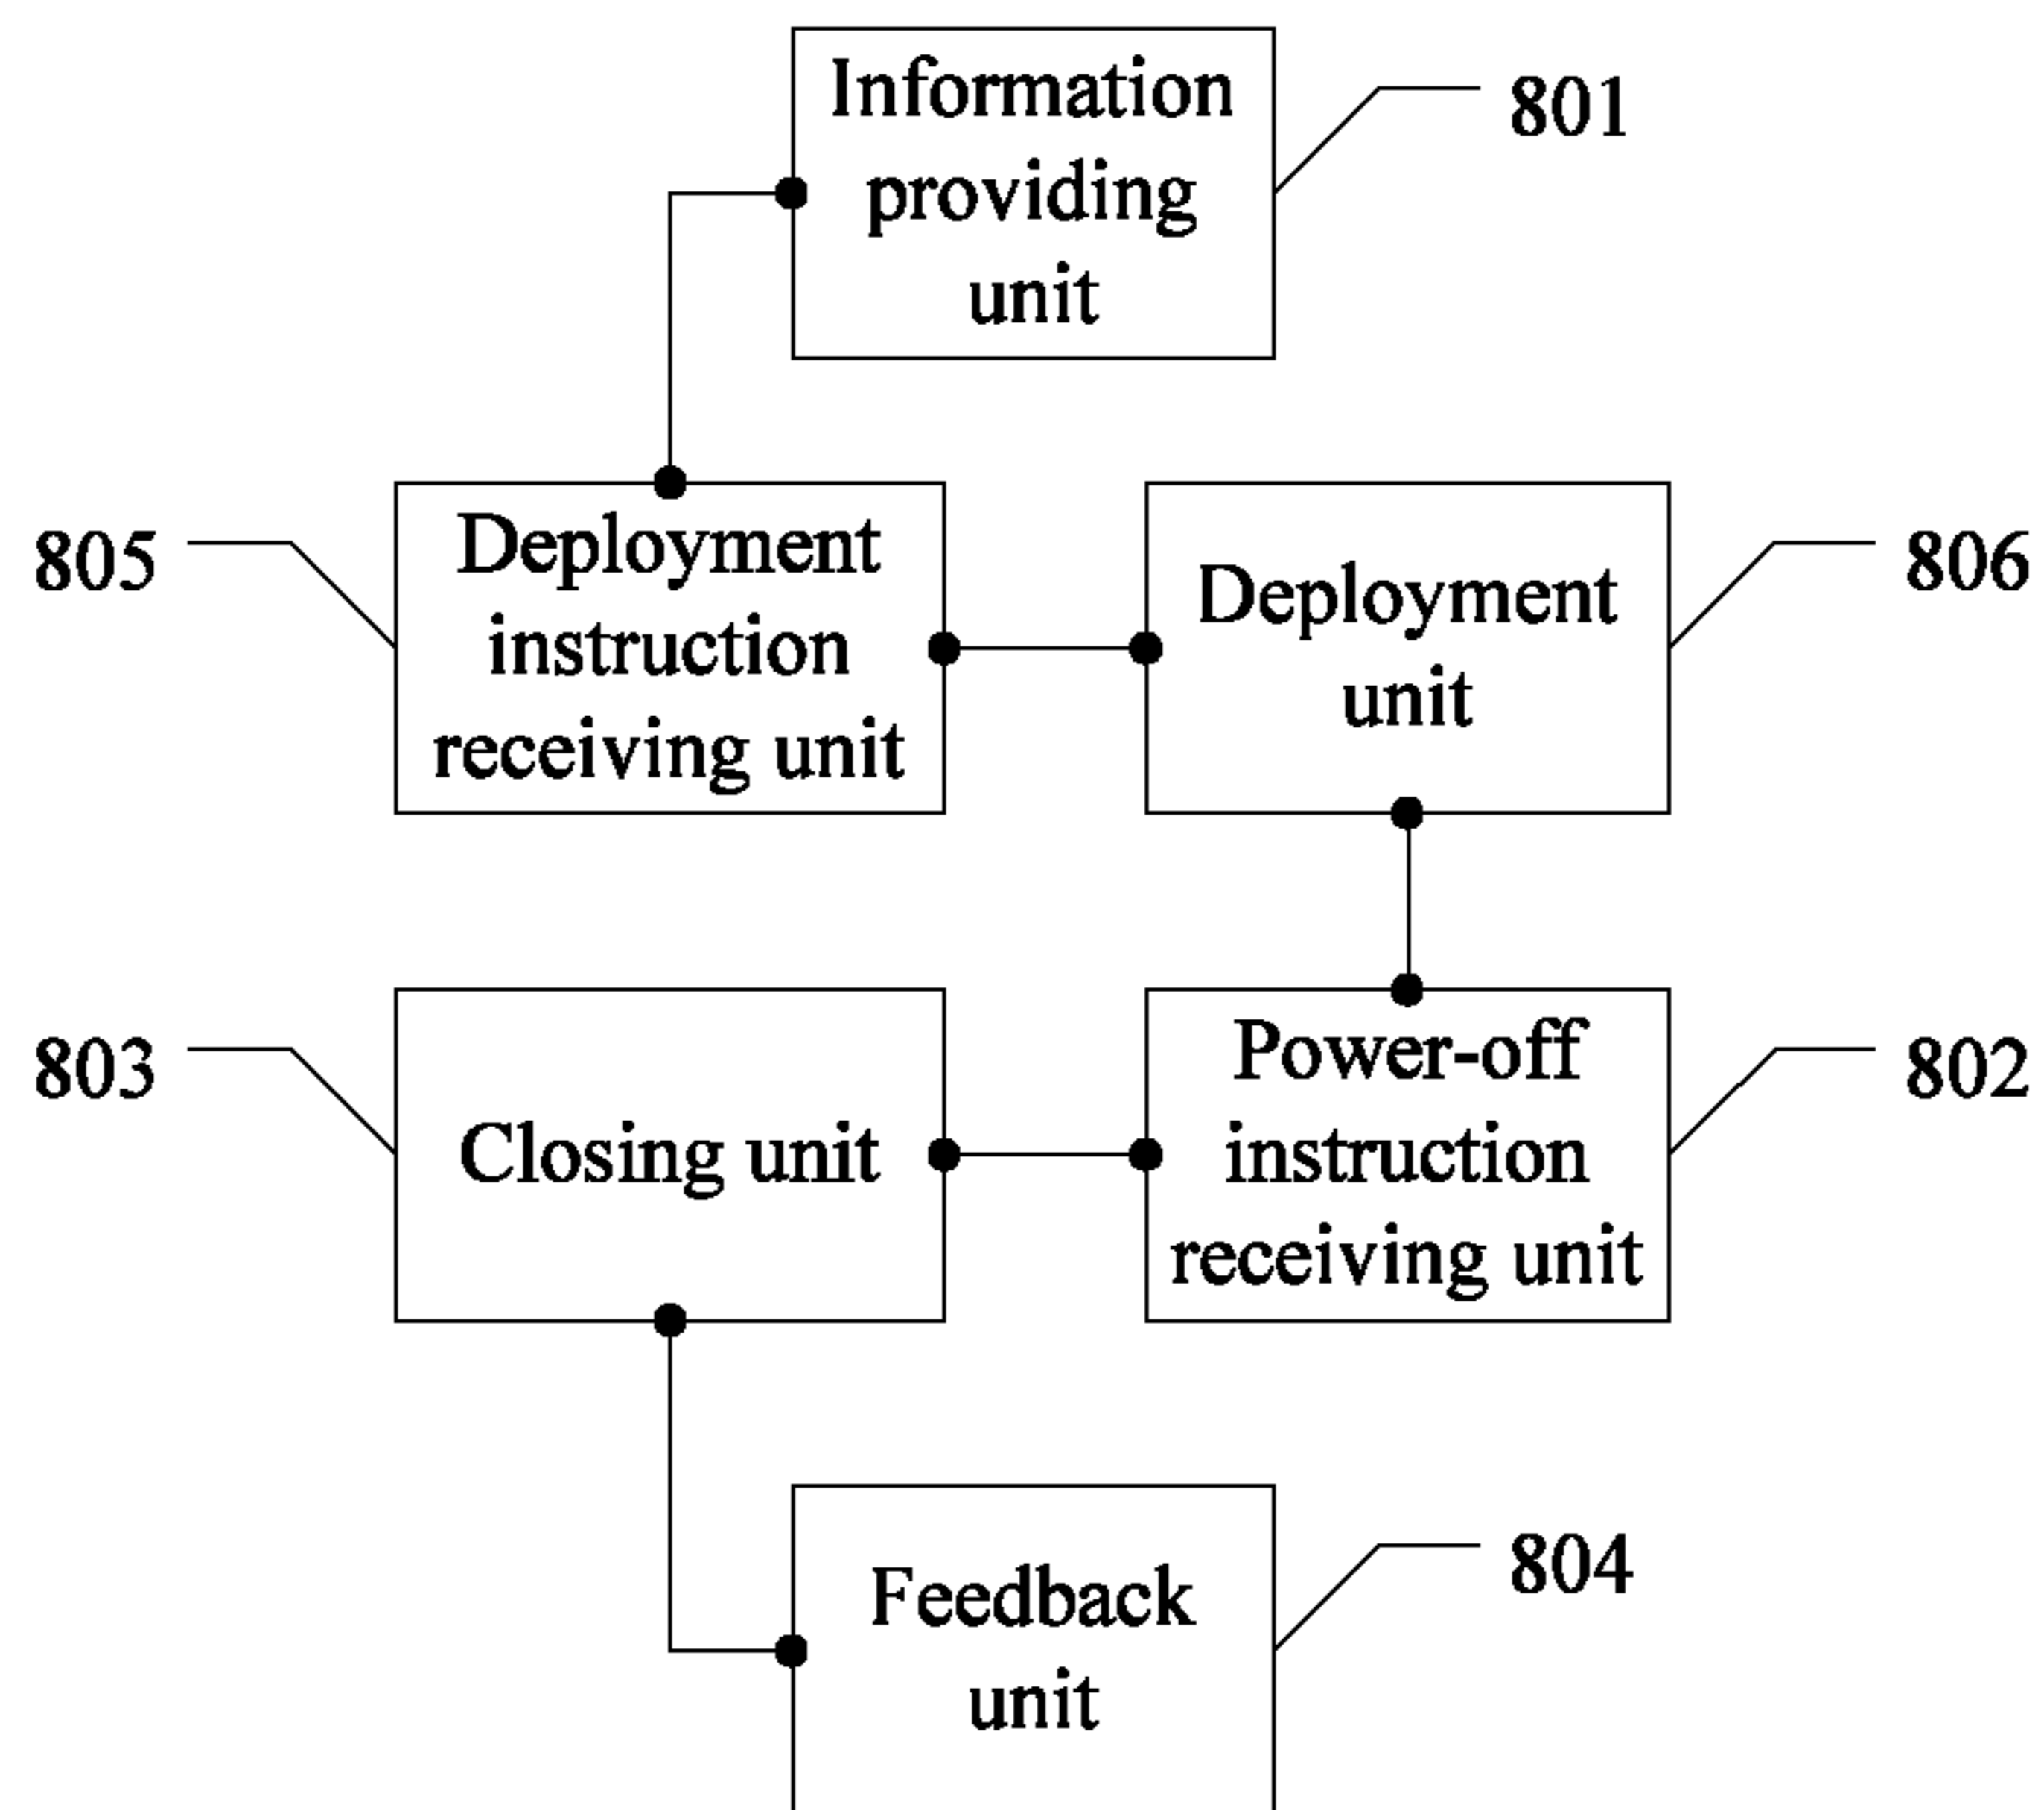 Information
providing
unit
801
805
Deployment
instruction
receiving unit
Deployment
unit
806
803
Closing unit
Power-off
instruction
receiving unit
802
Feedback
unit
804